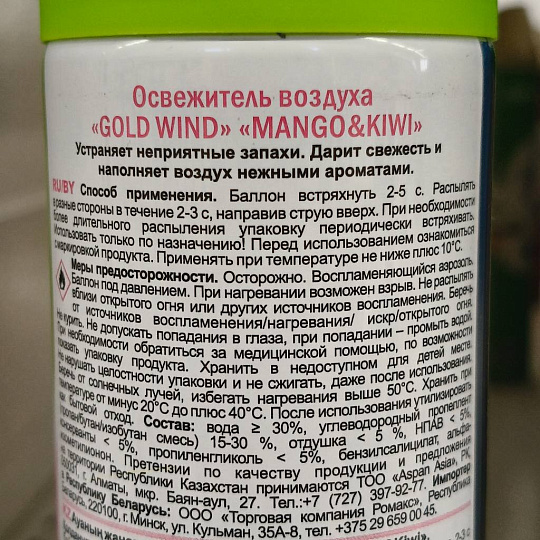 Освежитель воздуха
«GOLD WIND» «MANGO&KIWI»
Устраняет неприятные запахи. Дарит свежесть и
наполняет воздух нежными ароматами.
RU/BY Способ применения. Баллон встряхнуть 2-5 с. Распылять
в разные стороны в течение 2-3 с, направив струю вверх. При необходимости
более длительного распыления упаковку периодически встряхивать.
Использовать только по назначению! Перед использованием ознакомиться
с маркировкой продукта. Применять при температуре не ниже плюс 10°С.
Меры предосторожности. Осторожно. Воспламеняющийся аэрозоль.
Баллон под давлением. При нагревании возможен взрыв. Не распылять
вблизи открытого огня или других источников воспламенения. Беречь
от источников воспламенения/нагревания/ искр/открытого огня.
Не курить. Не допускать попадания в глаза, при попадании – промыть водой.
При необходимости обратиться за медицинской помощью, по возможности
показать упаковку продукта. Хранить в недоступном для детей месте.
Не нарушать целостности упаковки и не сжигать, даже после использования.
Беречь от солнечных лучей, избегать нагревания выше 50°С. Хранить при
температуре от минус 20°С до плюс 40°С. После использования утилизировать
как бытовой отход. Состав: вода ≥ 30%, углеводородный пропеллент
(пропан/бутан/изобутан смесь) 15-30 %, отдушка < 5 %, НПАВ < 5%,
консерванты < 5%, пропиленгликоль < 5%, бензилсалицилат, альфа-
Претензии по качеству продукции и предложения
на территории Республики Казахстан принимаются ТОО «Aspan Asia», РК,
г. Алматы, мкр. Баян-аул, 27. Тел.:+7 (727) 397-92-77. Импортер
в Республику Беларусь: ООО «Торговая компания Ромакс», Республика
Беларусь, 220100, г. Минск, ул. Кульман, 35А-8, тел. +375 29 659 00 45.
KZ Ауаның